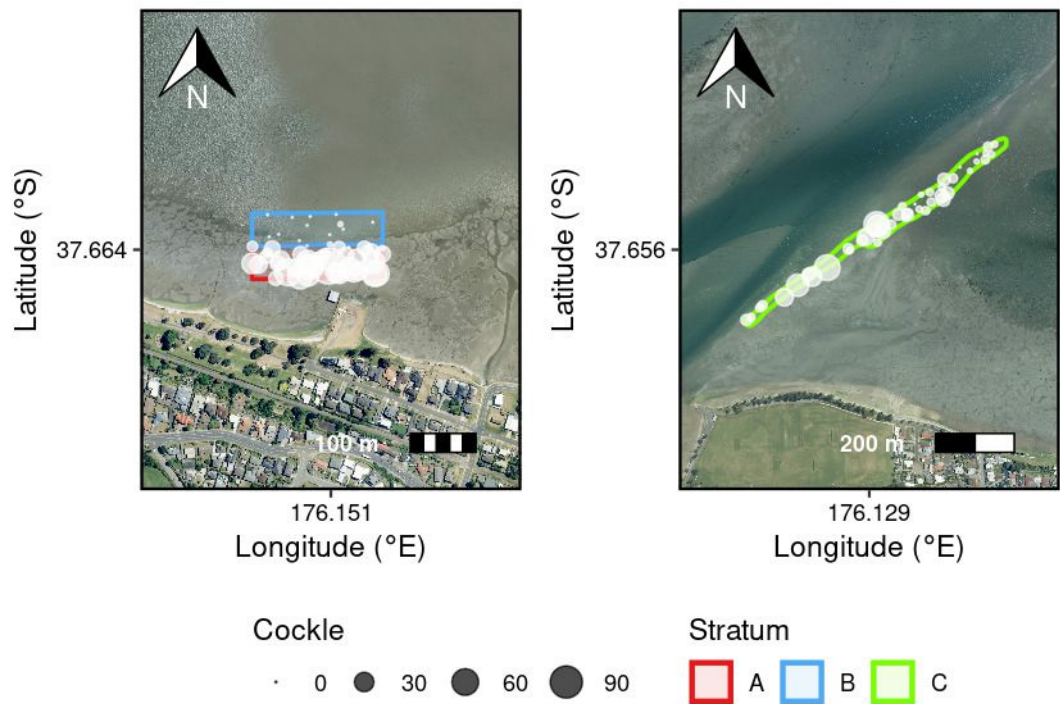 N
N
Latitude (°S)
37.664
Latitude (°S)
37.656
100 m
200 m
176.151
176.129
Longitude (°E)
Longitude (°E)
Cockle
0
30
60
90
Stratum
A
B
C